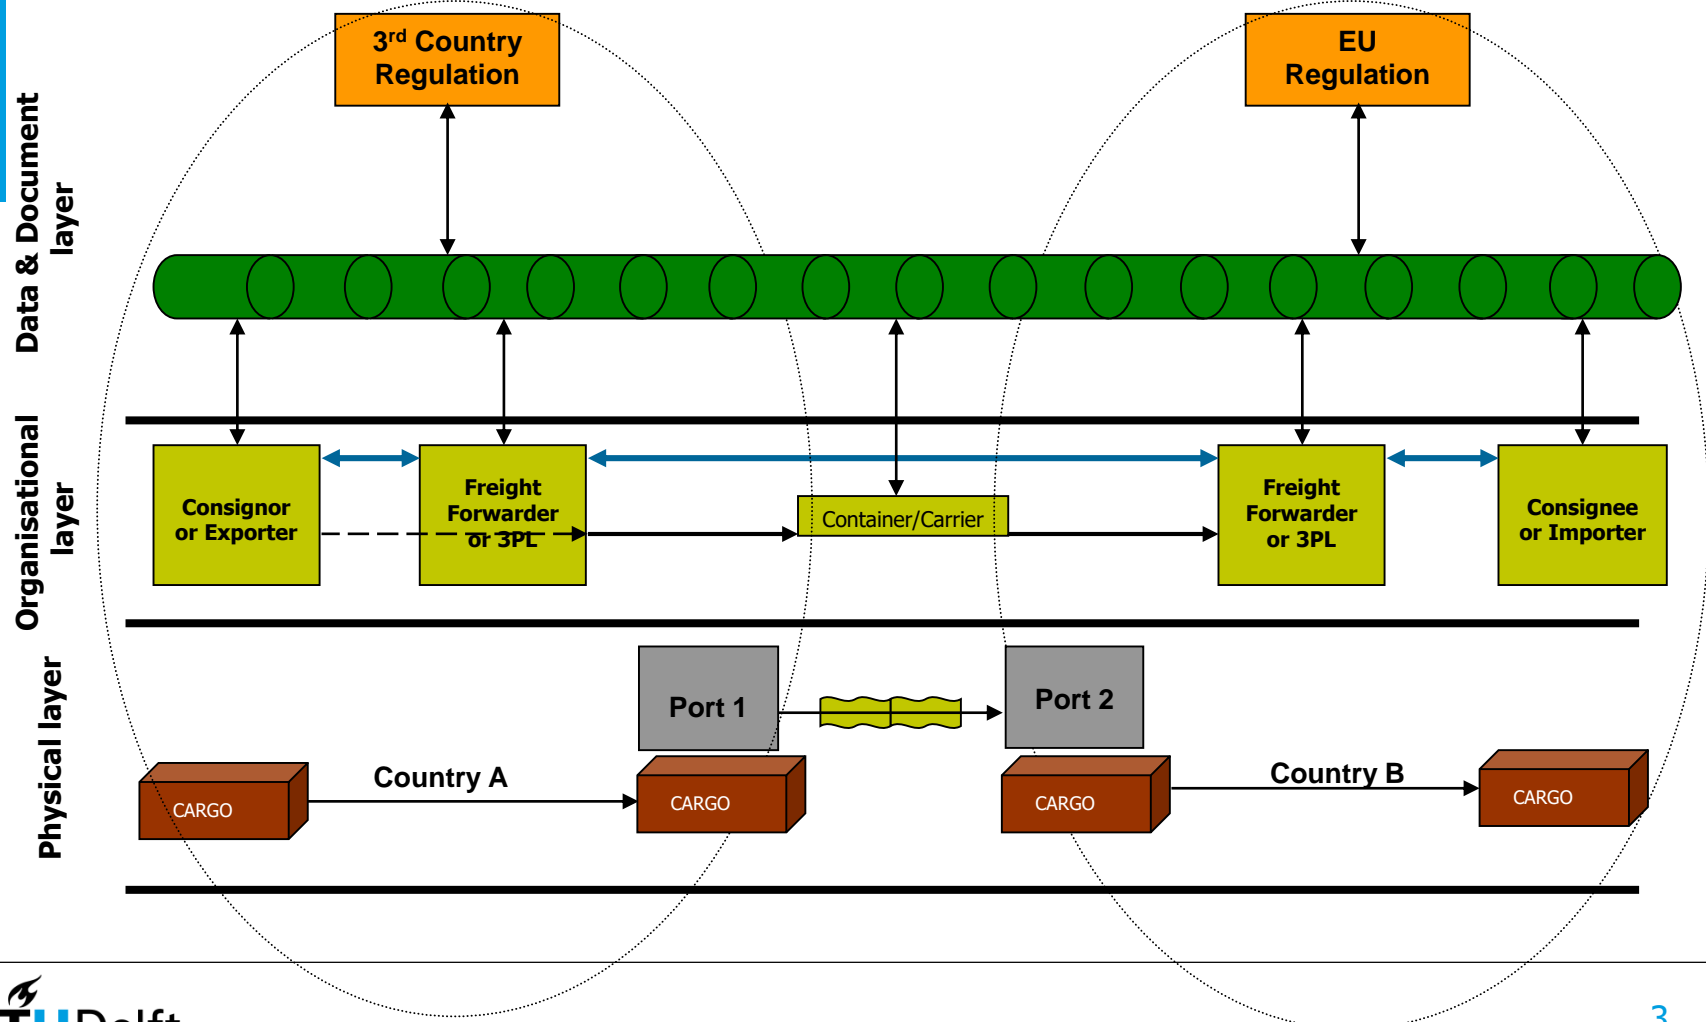 3rd Country
Regulation
EU
Regulation
Data & Document
layer
Organisational
layer
Consignor
or Exporter
Freight
Forwarder
or 3PL
Container/Carrier
Freight
Forwarder
or 3PL
Consignee
or Importer
Physical layer
Port 1
Port 2
Country A
Country B
CARGO
CARGO
CARGO
CARGO
TUDelft
3